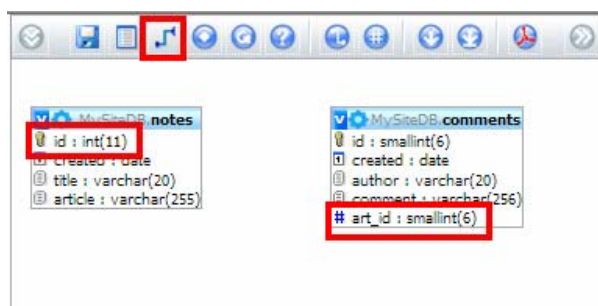 MySiteDB.notes
id : int(11)
created : date
title : varchar(20)
article : varchar(255)
MySiteDB.comments
id : smallint(6)
created : date
author : varchar(20)
comment : varchar(256)
# art_id : smallint(6)